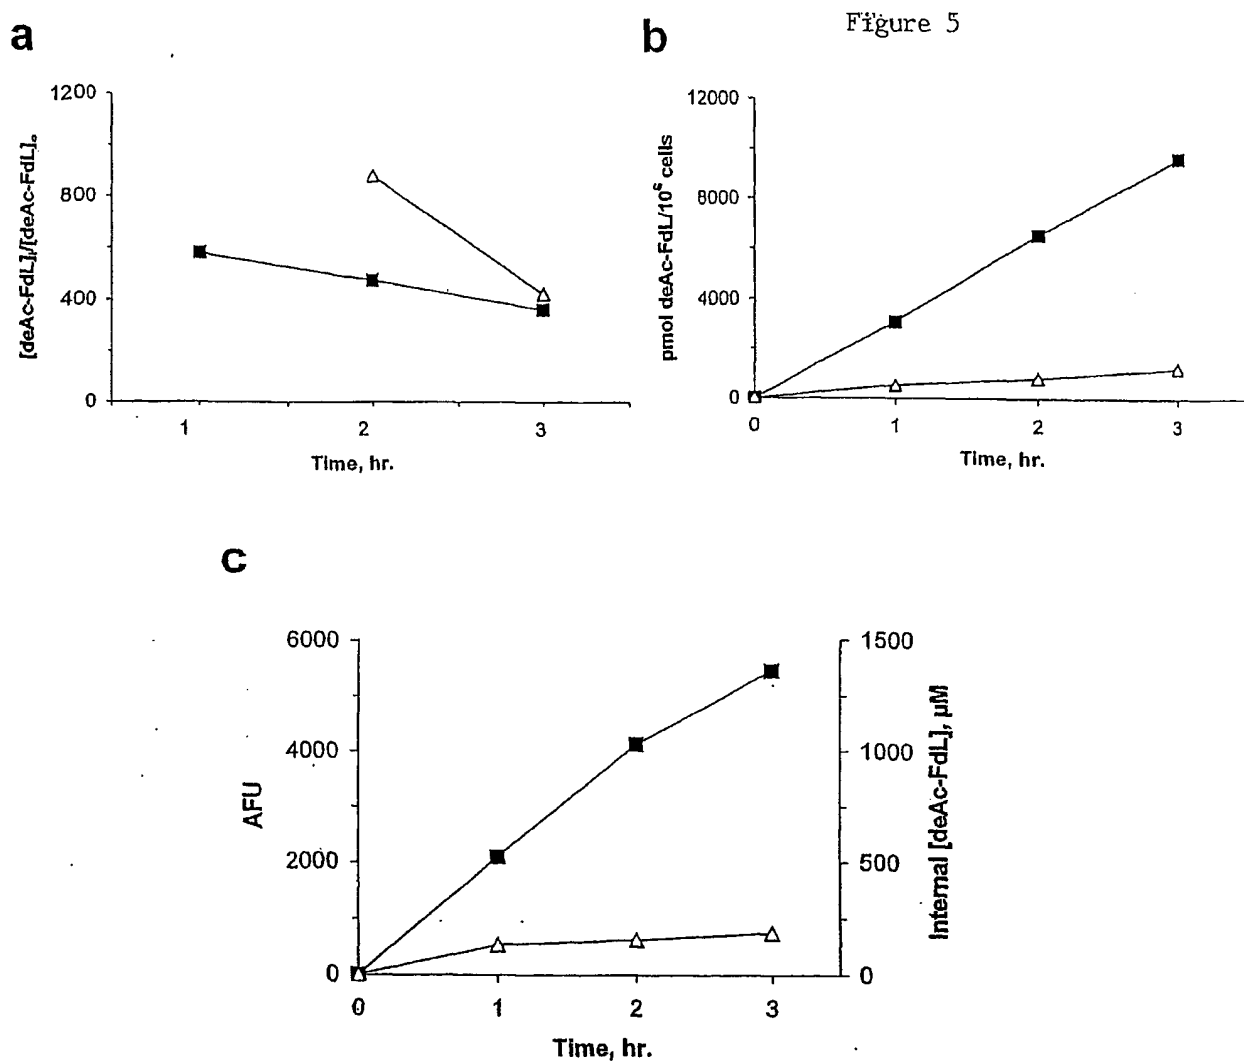 Figure 5
a
[deAc-FdL]ᵢ/[deAc-FdL]ₒ
1200
800
400
0
1
2
3
Time, hr.
b
pmol deAc-FdL/10⁶ cells
12000
8000
4000
0
0
1
2
3
Time, hr.
c
AFU
6000
4000
2000
0
Internal [deAc-FdL], µM
1500
1000
500
0
0
1
2
3
Time, hr.